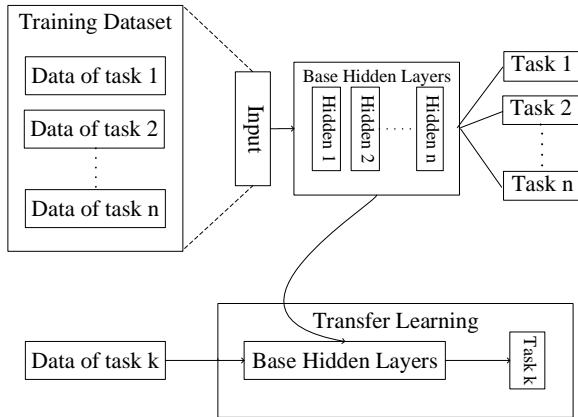 Training Dataset
Data of task 1
Data of task 2
Data of task n
Input
Base Hidden Layers
Hidden 1
Hidden 2
Hidden n
Task 1
Task 2
Task n
Transfer Learning
Data of task k
Base Hidden Layers
Task k